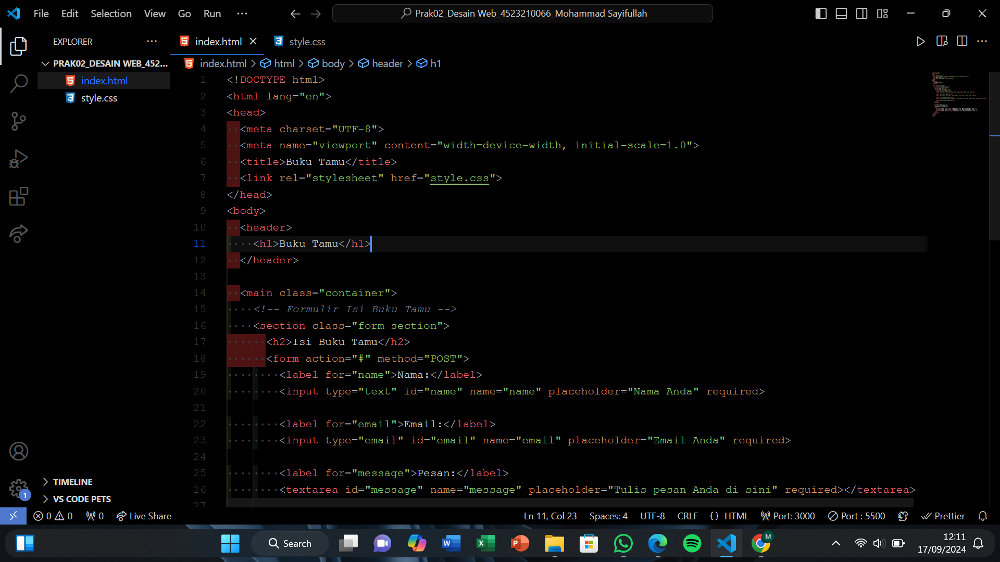 File Edit Selection View Go Run ···
Prak02_Desain Web_4523210066_Mohammad Sayifullah
EXPLORER
PRAK02_DESAIN WEB_452...
index.html
style.css
TIMELINE
VS CODE PETS
index.html
style.css
index.html > html > body > header > h1
1 <!DOCTYPE html>
2 <html lang="en">
3 <head>
4 <meta charset="UTF-8">
5 <meta name="viewport" content="width=device-width, initial-scale=1.0">
6 <title>Buku Tamu</title>
7 <link rel="stylesheet" href="style.css">
8 </head>
9 <body>
10 <header>
11 <h1>Buku Tamu</h1>
12 </header>
13
14 <main class="container">
15 <!-- Formulir Isi Buku Tamu -->
16 <section class="form-section">
17 <h2>Isi Buku Tamu</h2>
18 <form action="#" method="POST">
19 <label for="name">Nama:</label>
20 <input type="text" id="name" name="name" placeholder="Nama Anda" required>
21
22 <label for="email">Email:</label>
23 <input type="email" id="email" name="email" placeholder="Email Anda" required>
24
25 <label for="message">Pesan:</label>
26 <textarea id="message" name="message" placeholder="Tulis pesan Anda di sini" required></textarea>
27
1
0 0 0 Live Share
Ln 11, Col 23 Spaces: 4 UTF-8 CRLF {} HTML Port: 3000 Port : 5500 Prettier
Search
W
X
P
M
12:11
17/09/2024